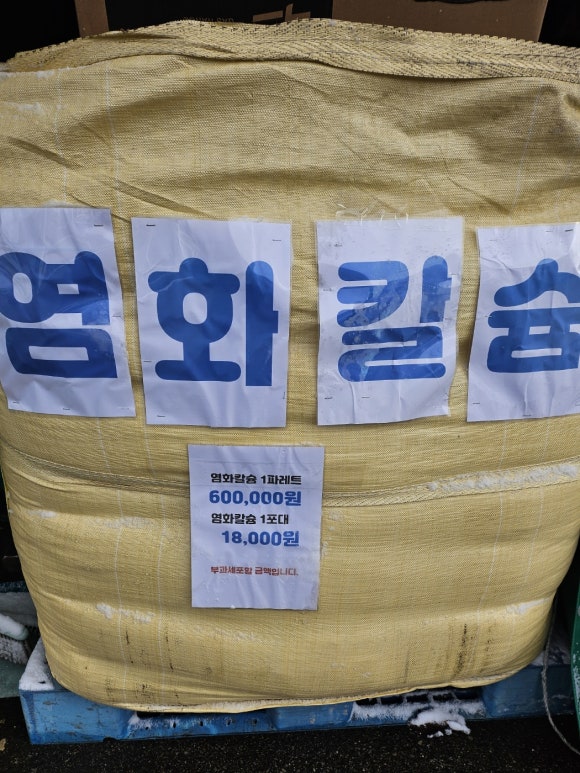 염화칼슘
염화칼슘 1파레트
600,000원
염화칼슘 1포대
18,000원
부과세포함 금액입니다.